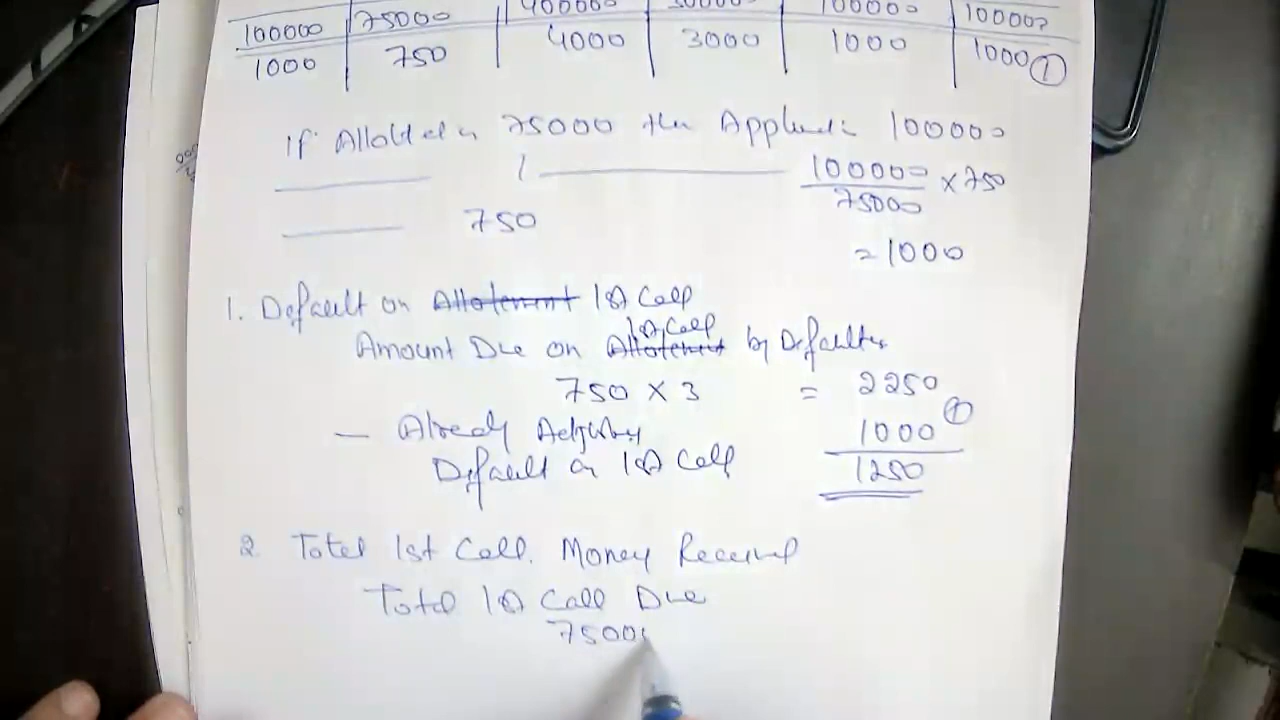 100000 75000 400000 300000 100000 100000
1000 750 4000 3000 1000 1000 ①
If Allotted is 75000 then Applied is 100000
1 100000/75000 × 750
750
= 1000
1. Default on Allotment 1st Call
1st Call
Amount Due on Allotment by Defaulter
750 × 3 = 2250
— Already Adjusted 1000 ①
Default on 1st Call 1250
2. Total 1st Call Money Received
Total 1st Call Due
75000